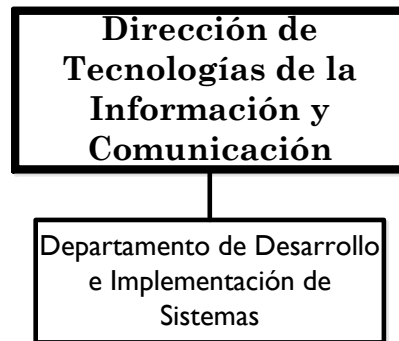 Dirección de
Tecnologías de la
Información y
Comunicación
Departamento de Desarrollo
e Implementación de
Sistemas